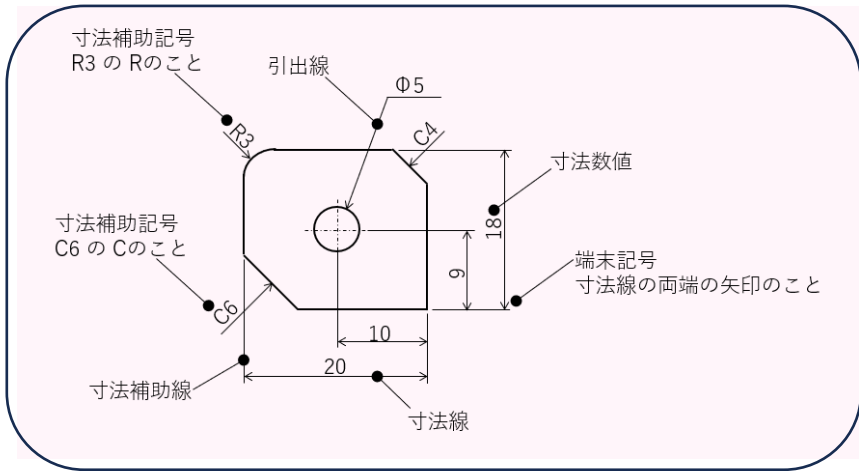 寸法補助記号
R3 の Rのこと
引出線
Φ5
R3
C4
寸法数値
寸法補助記号
C6 の Cのこと
18
端末記号
寸法線の両端の矢印のこと
9
C6
10
20
寸法補助線
寸法線